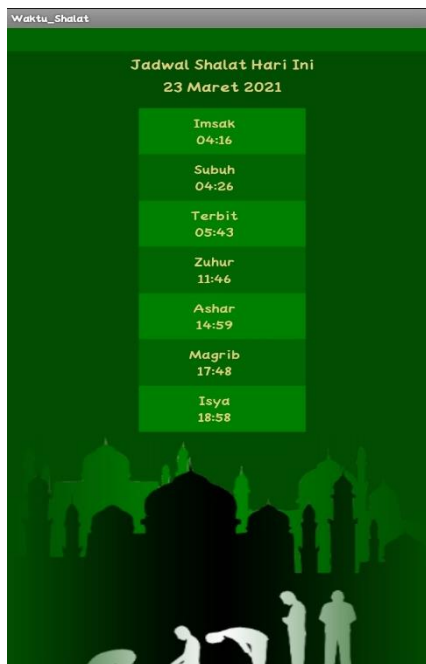 Waktu_Shalat
Jadwal Shalat Hari Ini
23 Maret 2021
Imsak
04:16
Subuh
04:26
Terbit
05:43
Zuhur
11:46
Ashar
14:59
Magrib
17:48
Isya
18:58